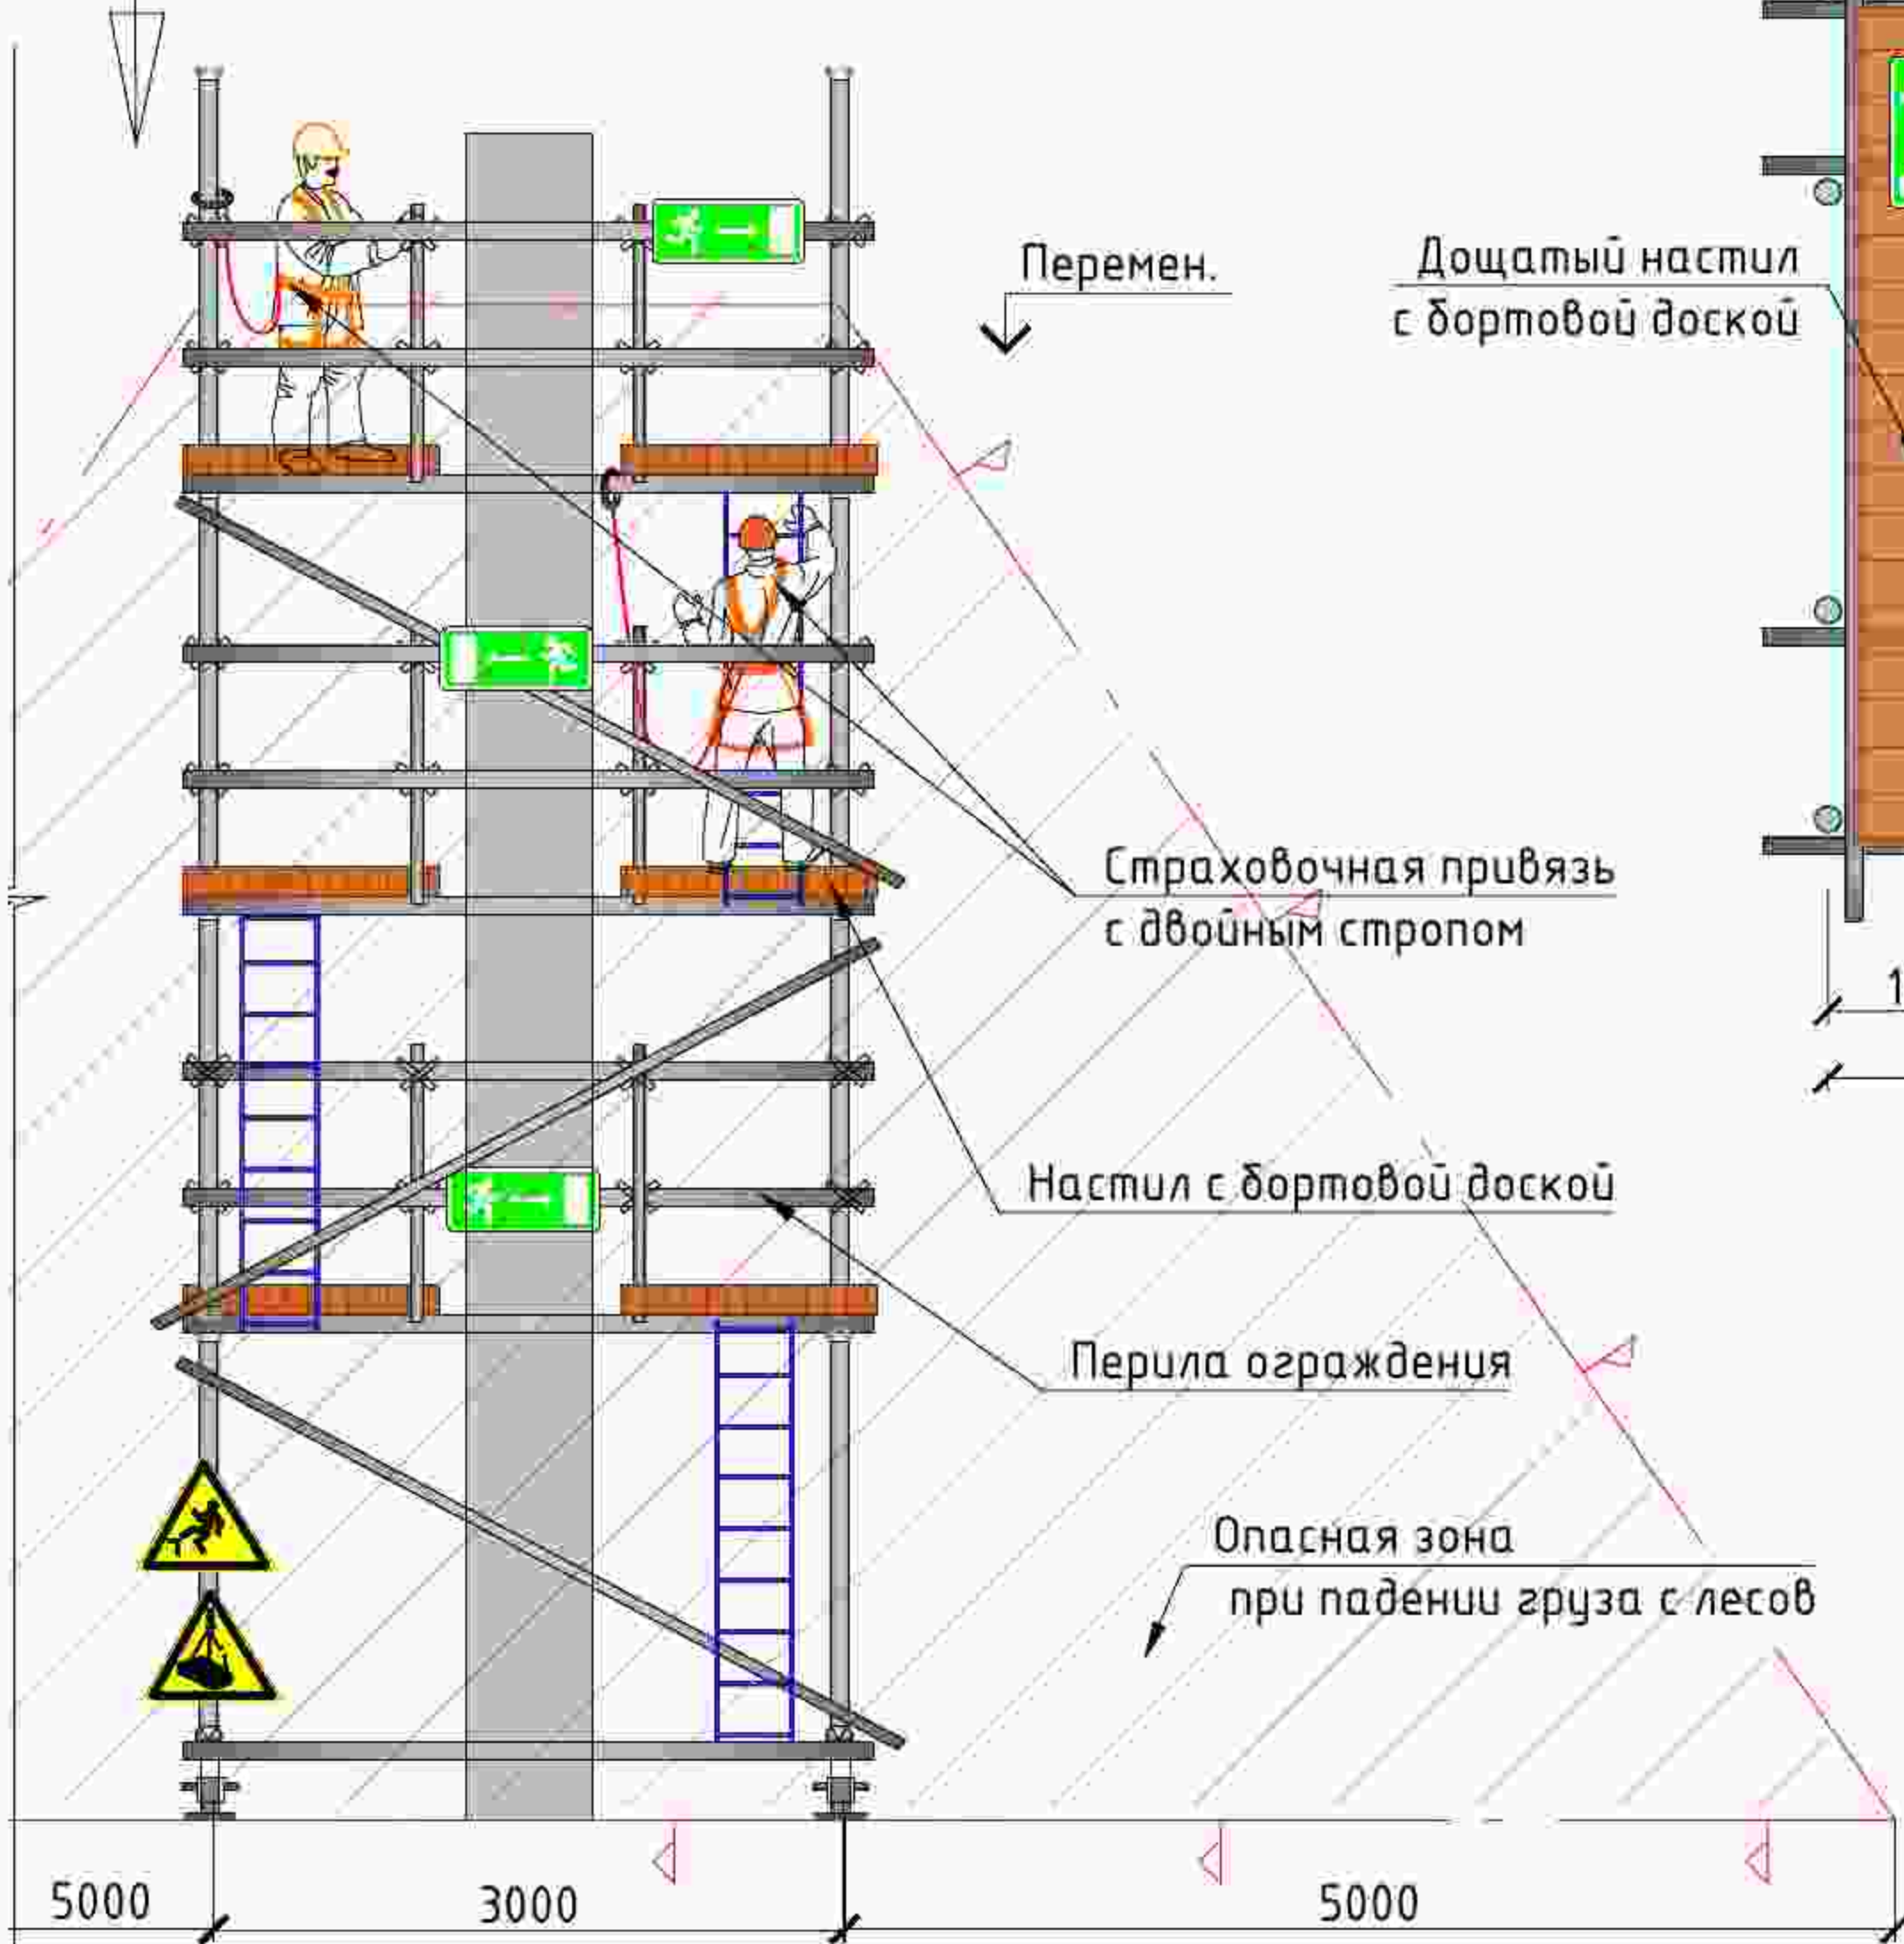 Перемен.
Дощатый настил
с бортовой доской
Страховочная привязь
с двойным стропом
1
Настил с бортовой доской
Перила ограждения
Опасная зона
при падении груза с лесов
5000
3000
5000